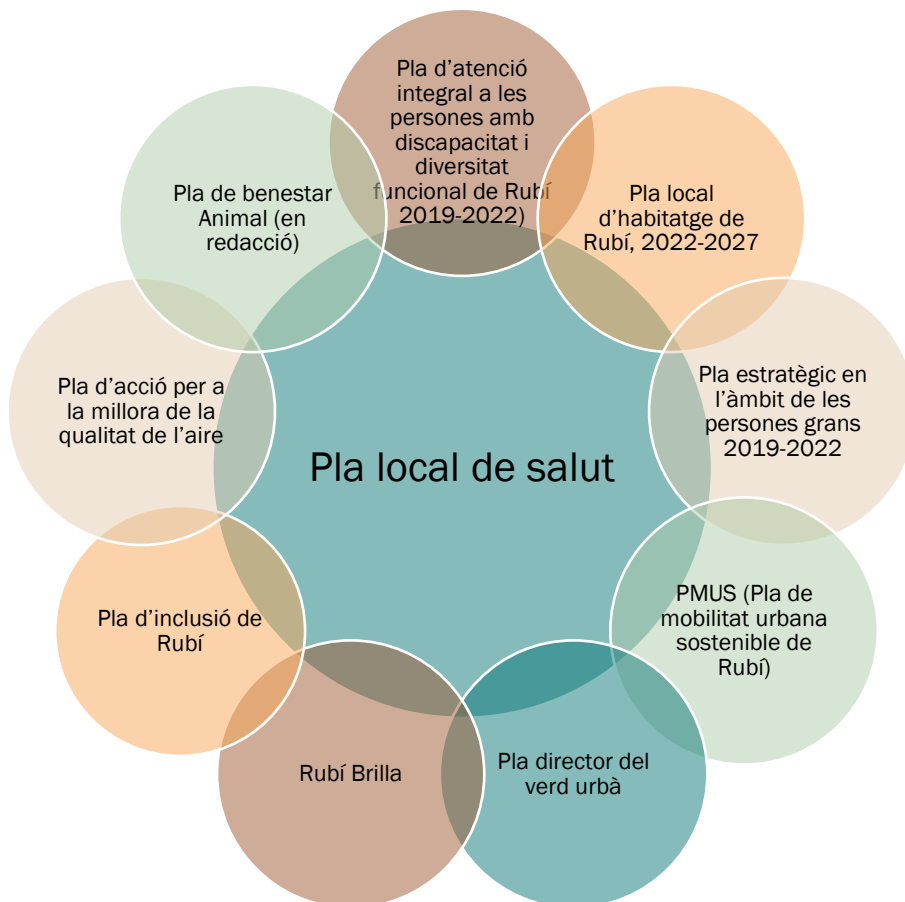 Pla d’atenció
integral a les
persones amb
discapacitat i
diversitat
funcional de Rubí
2019-2022)
Pla local
d’habitatge de
Rubí, 2022-2027
Pla estratègic en
l’àmbit de les
persones grans
2019-2022
PMUS (Pla de
mobilitat urbana
sostenible de
Rubí)
Pla director del
verd urbà
Rubí Brilla
Pla d’inclusió de
Rubí
Pla d’acció per a
la millora de la
qualitat de l’aire
Pla de benestar
Animal (en
redacció)
Pla local de salut